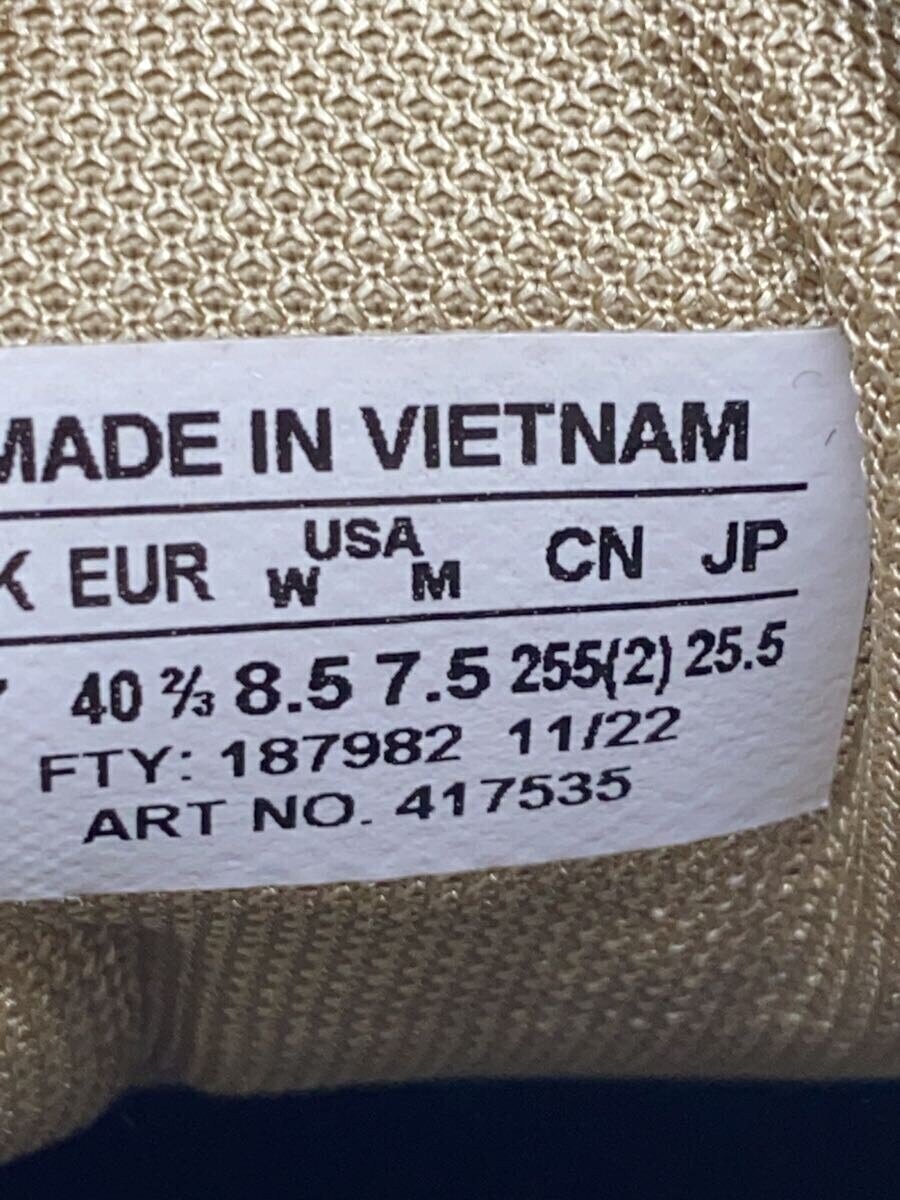 MADE IN VIETNAM
K EUR USA W M CN JP
7 40 ⅔ 8.5 7.5 255(2) 25.5
FTY: 187982 11/22
ART NO. 417535